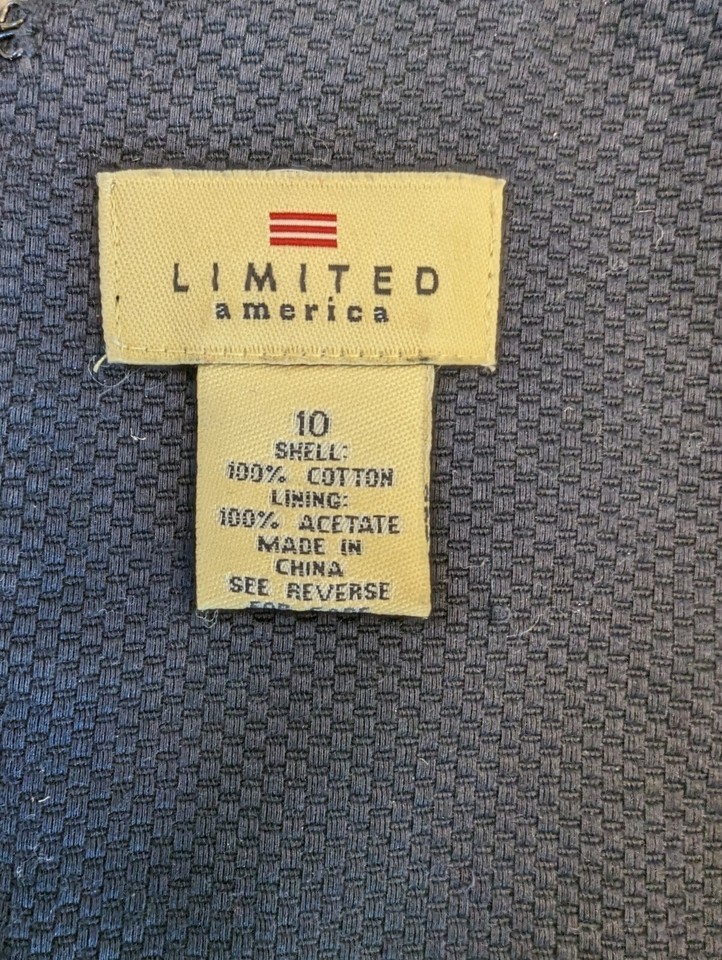 LIMITED
america
10
SHELL:
100% COTTON
LINING:
100% ACETATE
MADE IN
CHINA
SEE REVERSE